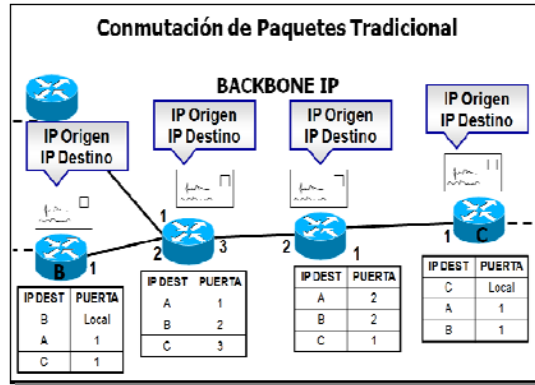 Conmutación de Paquetes Tradicional
BACKBONE IP
IP Origen
IP Destino
IP Origen
IP Destino
IP Origen
IP Destino
IP Origen
IP Destino
B
1
1
2
3
2
1
1
C
IP DEST PUERTA
B Local
A 1
C 1
IP DEST PUERTA
A 1
B 2
C 3
IP DEST PUERTA
A 2
B 2
C 1
IP DEST PUERTA
C Local
A 1
B 1